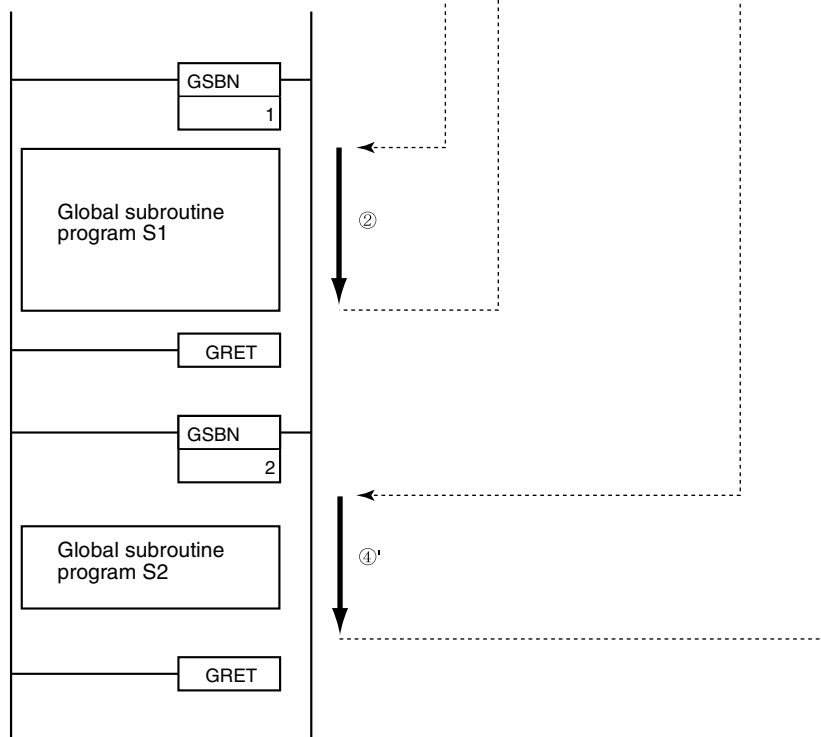 GSBN
1
Global subroutine
program S1
②
GRET
GSBN
2
Global subroutine
program S2
④'
GRET